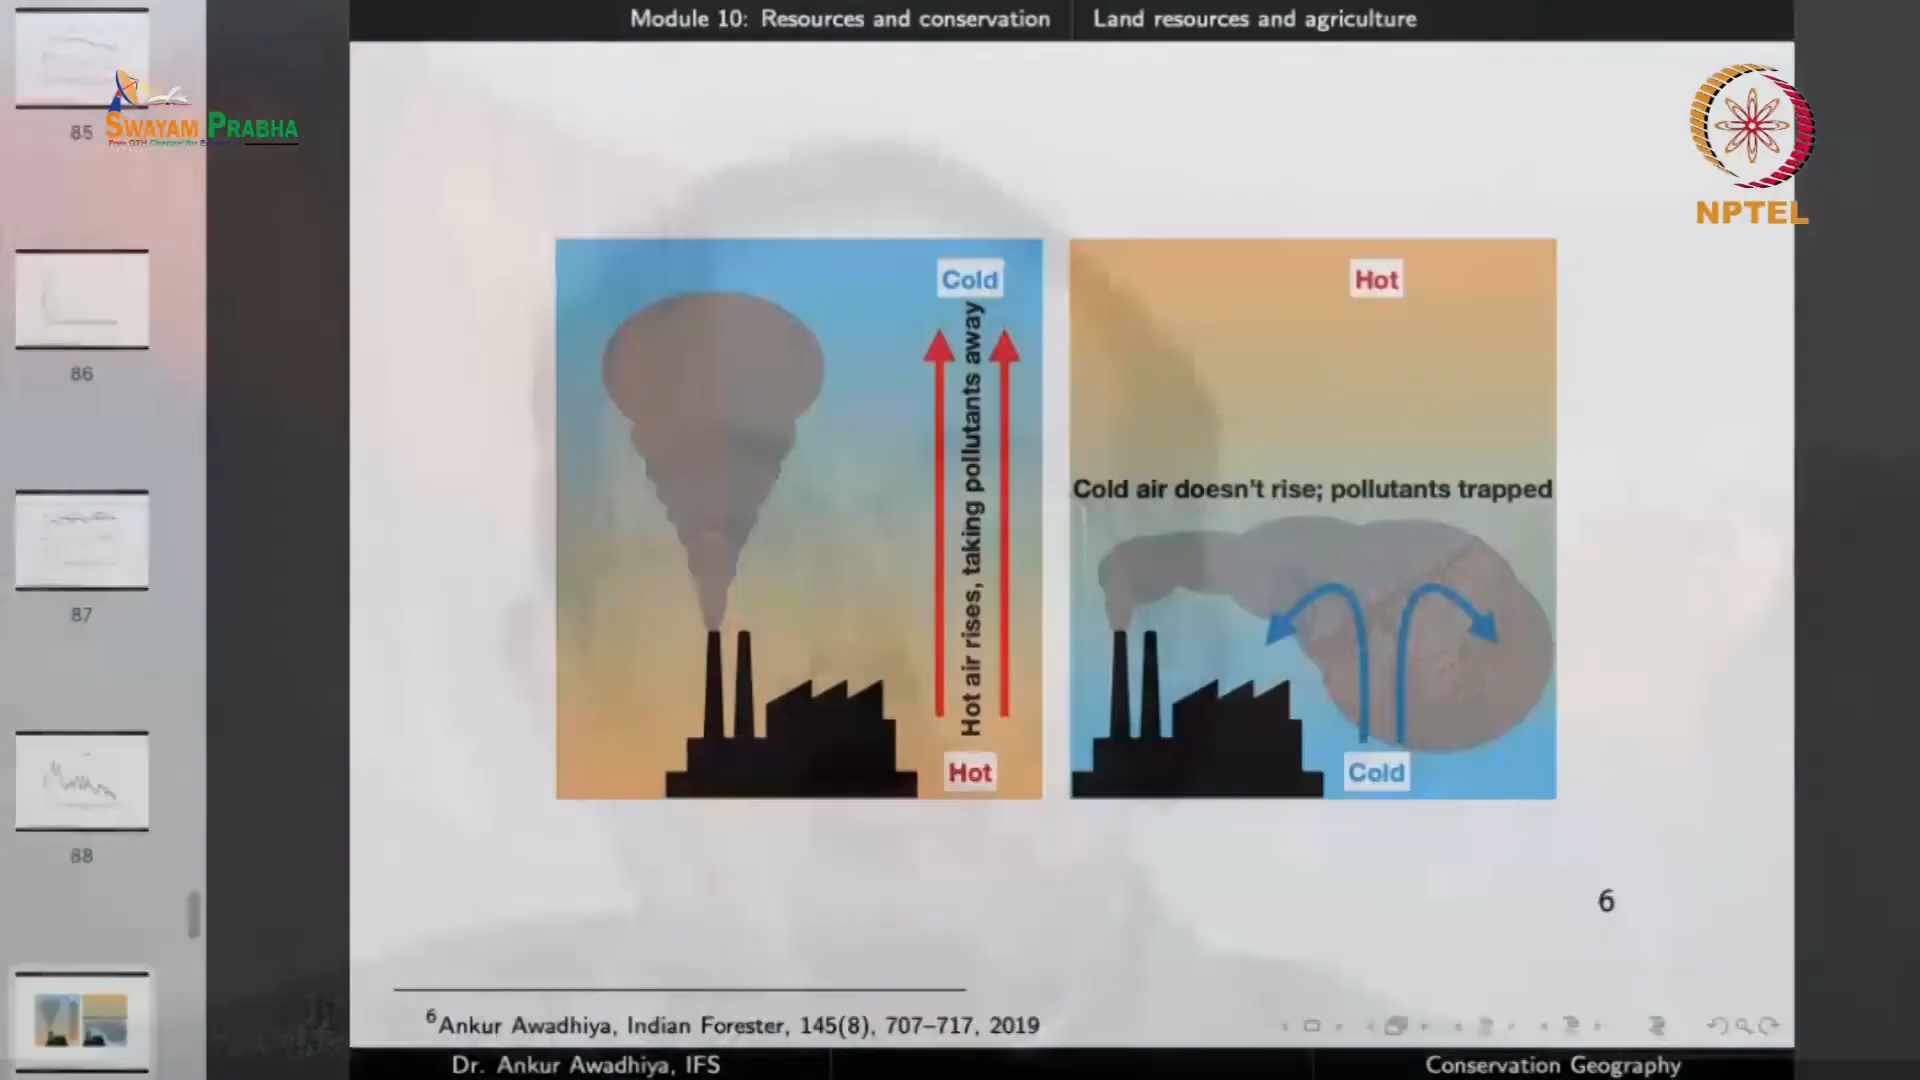 Module 10: Resources and conservation
Land resources and agriculture
85
SWAYAM PRABHA
NPTEL
86
87
88
Cold
Hot air rises, taking pollutants away
Hot
Hot
Cold air doesn't rise; pollutants trapped
Cold
6
6Ankur Awadhiya, Indian Forester, 145(8), 707–717, 2019
Dr. Ankur Awadhiya, IFS
Conservation Geography